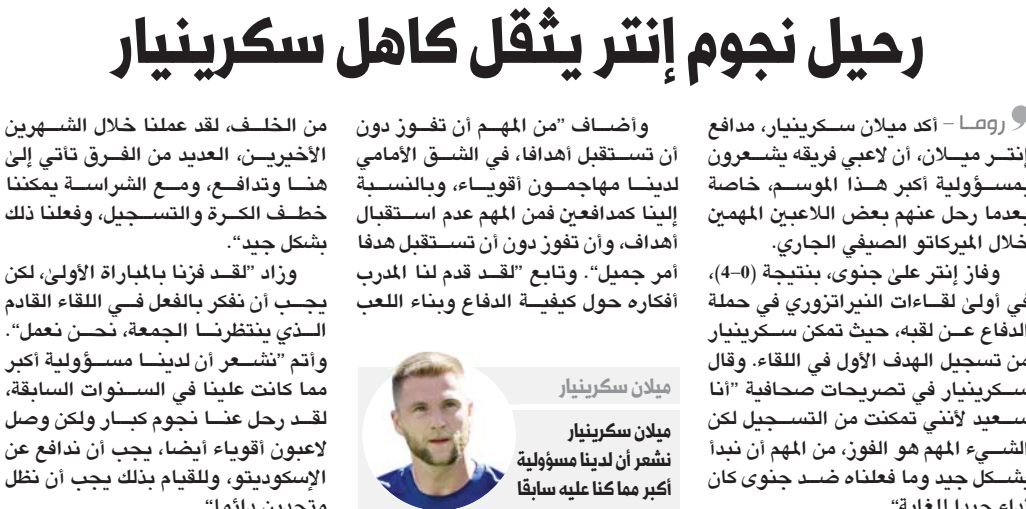 رحيل نجوم إنتر يثقل كاهل سكرينيار
روما – أكد ميلان سكرينيار، مدافع
إنتر ميلان، أن لاعبي فريقه يشعرون
بمسؤولية أكبر هذا الموسم، خاصة
بعدما رحل عنهم بعض اللاعبين المهمين
خلال الميركاتو الصيفي الجاري.
وفاز إنتر على جنوى، بنتيجة (0–4)،
في أولى لقاءات النيراتزوري في حملة
الدفاع عن لقبه، حيث تمكن سكرينيار
من تسجيل الهدف الأول في اللقاء. وقال
سكرينيار في تصريحات صحافية ”أنا
سعيد لأنني تمكنت من التسجيل لكن
الشيء المهم هو الفوز، من المهم أن نبدأ
بشكل جيد وما فعلناه ضد جنوى كان
أداء جيدا للغاية“
وأضاف ”من المهم أن تفوز دون
أن تستقبل أهدافا، في الشق الأمامي
لدينا مهاجمون أقوياء، وبالنسبة
إلينا كمدافعين فمن المهم عدم استقبال
أهداف، وأن تفوز دون أن تستقبل هدفا
أمر جميل“. وتابع ”لقد قدم لنا المدرب
أفكاره حول كيفية الدفاع وبناء اللعب
ميلان سكرينيار
ميلان سكرينيار
نشعر أن لدينا مسؤولية
أكبر مما كنا عليه سابقا
من الخلف، لقد عملنا خلال الشهرين
الأخيرين، العديد من الفرق تأتي إلى
هنا وتدافع، ومع الشراسة يمكننا
خطف الكرة والتسجيل، وفعلنا ذلك
بشكل جيد“.
وزاد ”لقد فزنا بالمباراة الأولى، لكن
يجب أن نفكر بالفعل في اللقاء القادم
الذي ينتظرنا الجمعة، نحن نعمل“.
وأتم ”نشعر أن لدينا مسؤولية أكبر
مما كانت علينا في السنوات السابقة،
لقد رحل عنا نجوم كبار ولكن وصل
لاعبون أقوياء أيضا، يجب أن ندافع عن
الإسكوديتو، وللقيام بذلك يجب أن نظل
متحدين دائما“